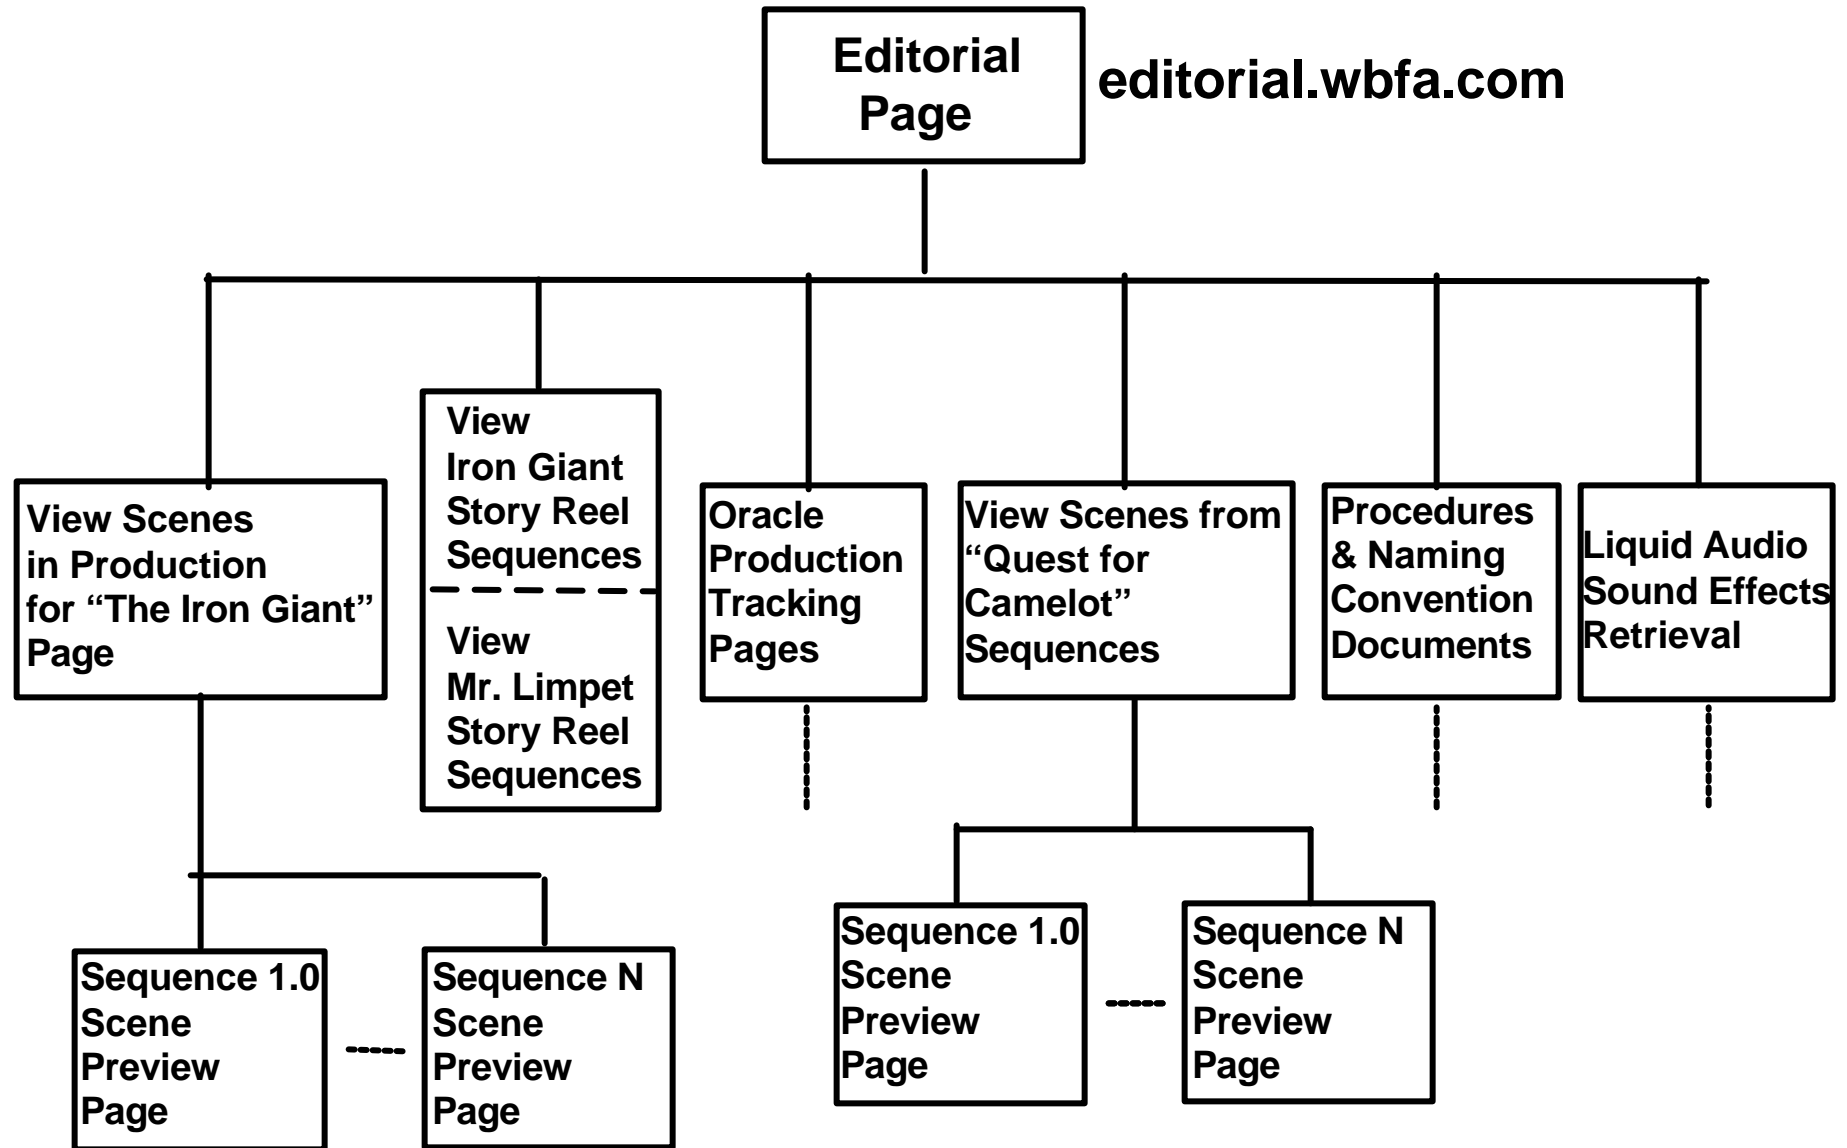 Editorial
Page
editorial.wbfa.com
View Scenes
in Production
for “The Iron Giant”
Page
View
Iron Giant
Story Reel
Sequences
View
Mr. Limpet
Story Reel
Sequences
Oracle
Production
Tracking
Pages
View Scenes from
“Quest for
Camelot”
Sequences
Procedures
& Naming
Convention
Documents
Liquid Audio
Sound Effects
Retrieval
Sequence 1.0
Scene
Preview
Page
Sequence N
Scene
Preview
Page
Sequence 1.0
Scene
Preview
Page
Sequence N
Scene
Preview
Page